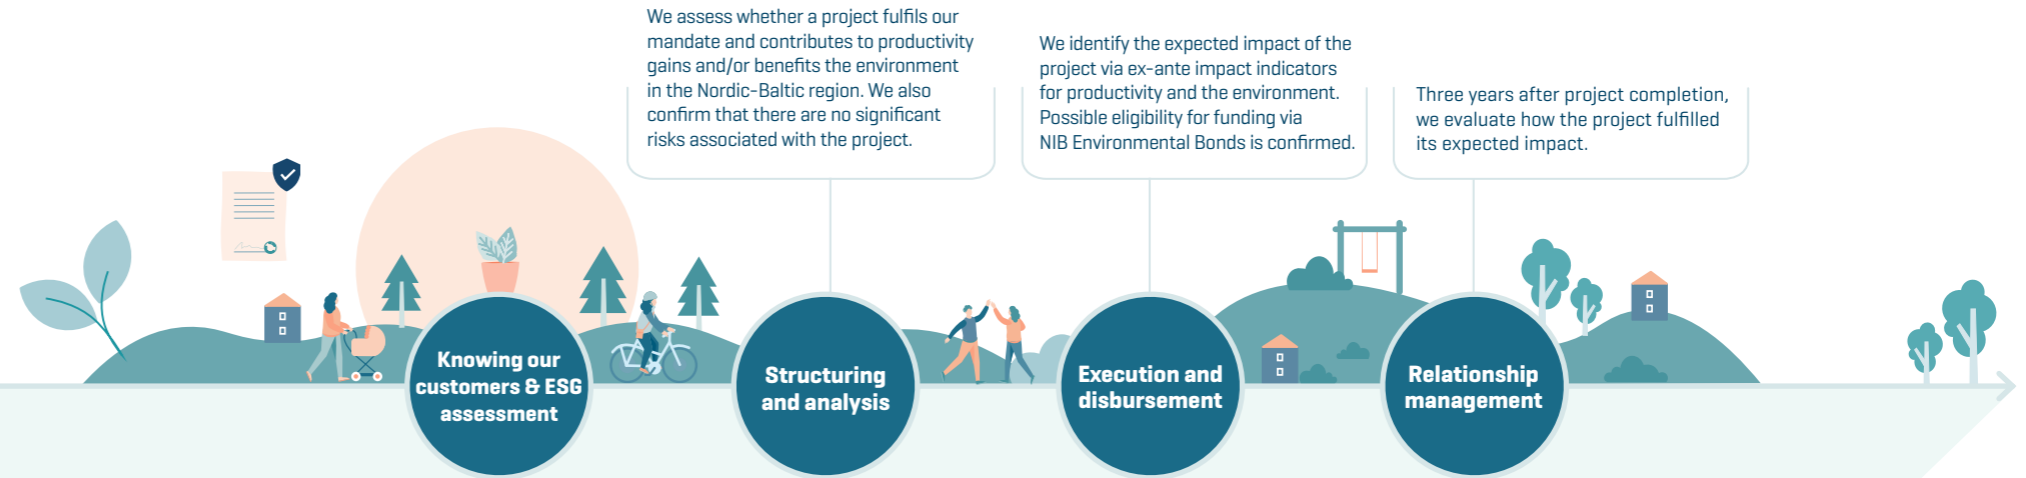 We assess whether a project fulfils our
mandate and contributes to productivity
gains and/or benefits the environment
in the Nordic-Baltic region. We also
confirm that there are no significant
risks associated with the project.
We identify the expected impact of the
project via ex-ante impact indicators
for productivity and the environment.
Possible eligibility for funding via
NIB Environmental Bonds is confirmed.
Three years after project completion,
we evaluate how the project fulfilled
its expected impact.
Knowing our
customers & ESG
assessment
Structuring
and analysis
Execution and
disbursement
Relationship
management